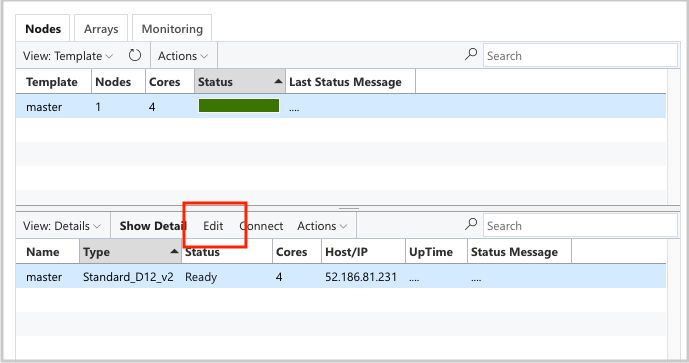 Nodes Arrays Monitoring
View: Template Actions Search
Template Nodes Cores Status Last Status Message
master 1 4 ....
View: Details Show Detail Edit Connect Actions Search
Name Type Status Cores Host/IP UpTime Status Message
master Standard_D12_v2 Ready 4 52.186.81.231 .... ....